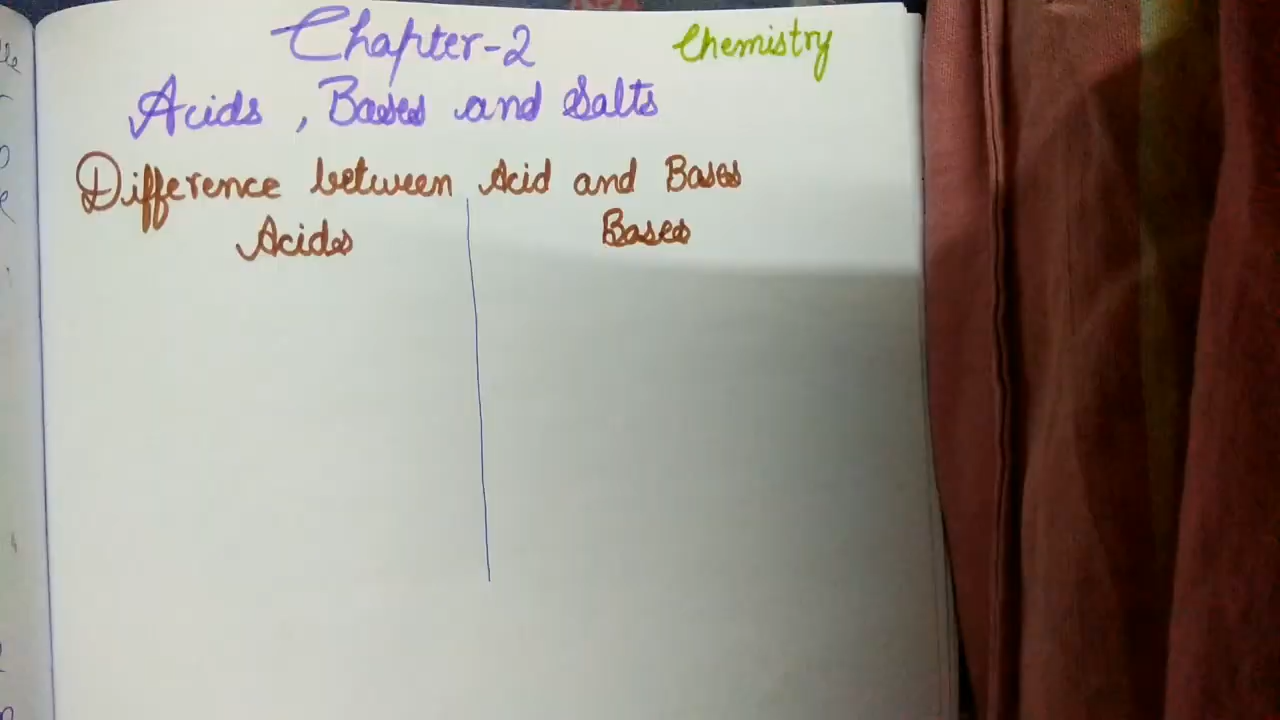 Chapter-2 Chemistry
Acids, Bases and Salts
Difference between Acid and Bases
Acids Bases